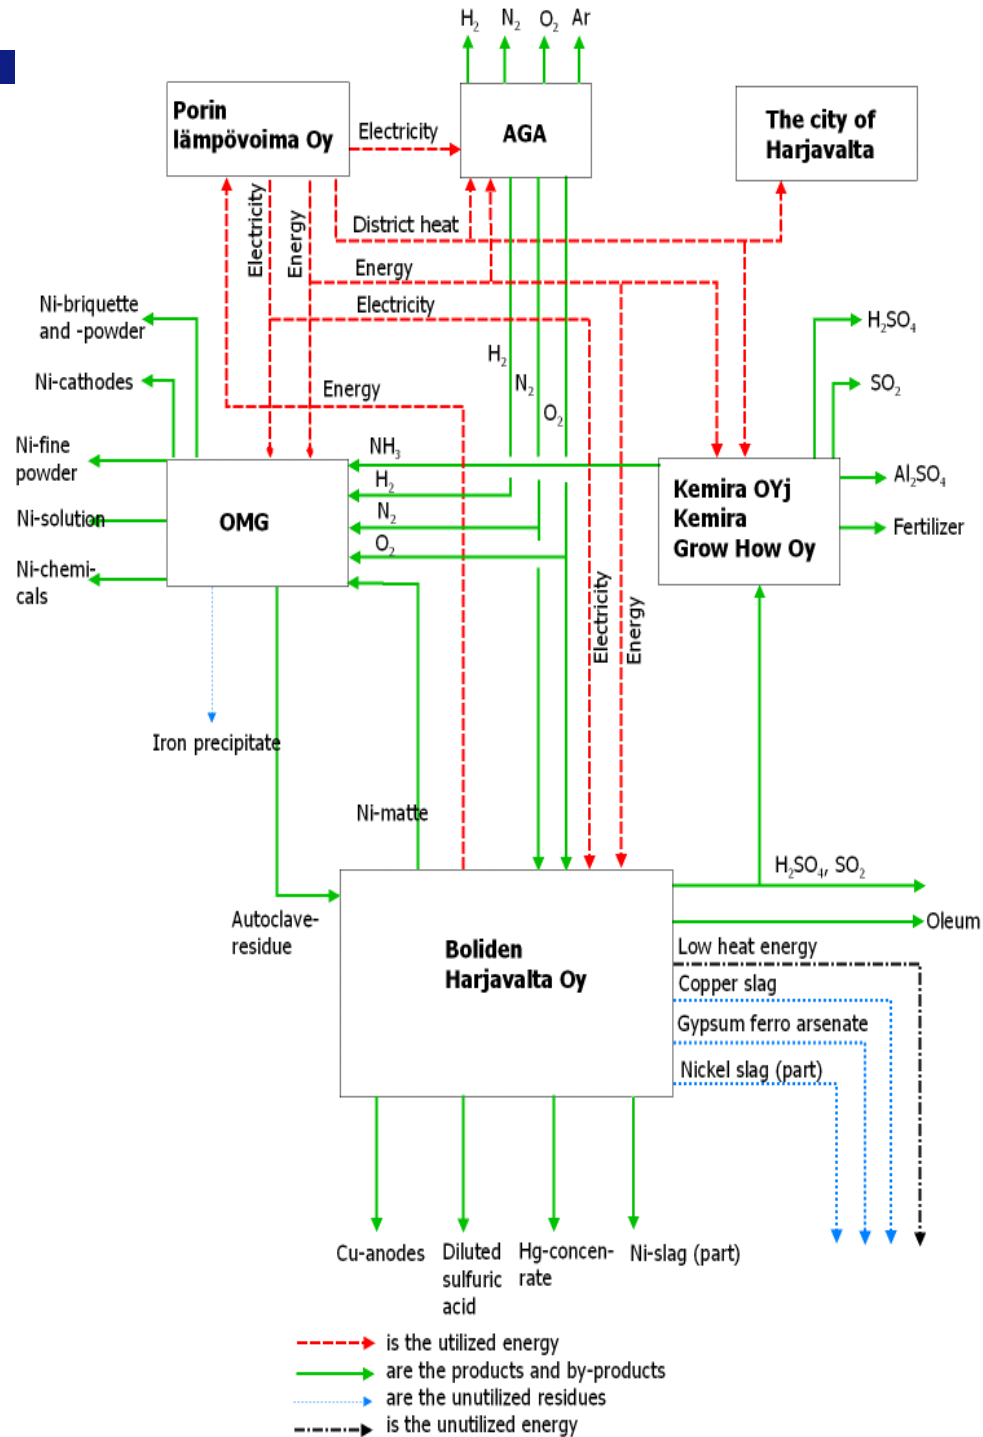 H2 N2 O2 Ar
Porin
lämpövoima Oy
Electricity
AGA
The city of
Harjavalta
Electricity
Energy
District heat
Energy
Electricity
Ni-briquette
and -powder
H2SO4
H2
Ni-cathodes
Energy
N2
SO2
O2
Ni-fine
powder
NH3
H2
Kemira OYj
Kemira
Grow How Oy
Al2SO4
Ni-solution
OMG
N2
Fertilizer
O2
Ni-chemi-
cals
Electricity
Energy
Iron precipitate
Ni-matte
H2SO4, SO2
Autoclave-
residue
Oleum
Boliden
Harjavalta Oy
Low heat energy
Copper slag
Gypsum ferro arsenate
Nickel slag (part)
Cu-anodes
Diluted
sulfuric
acid
Hg-concen-
rate
Ni-slag (part)
is the utilized energy
are the products and by-products
are the unutilized residues
is the unutilized energy